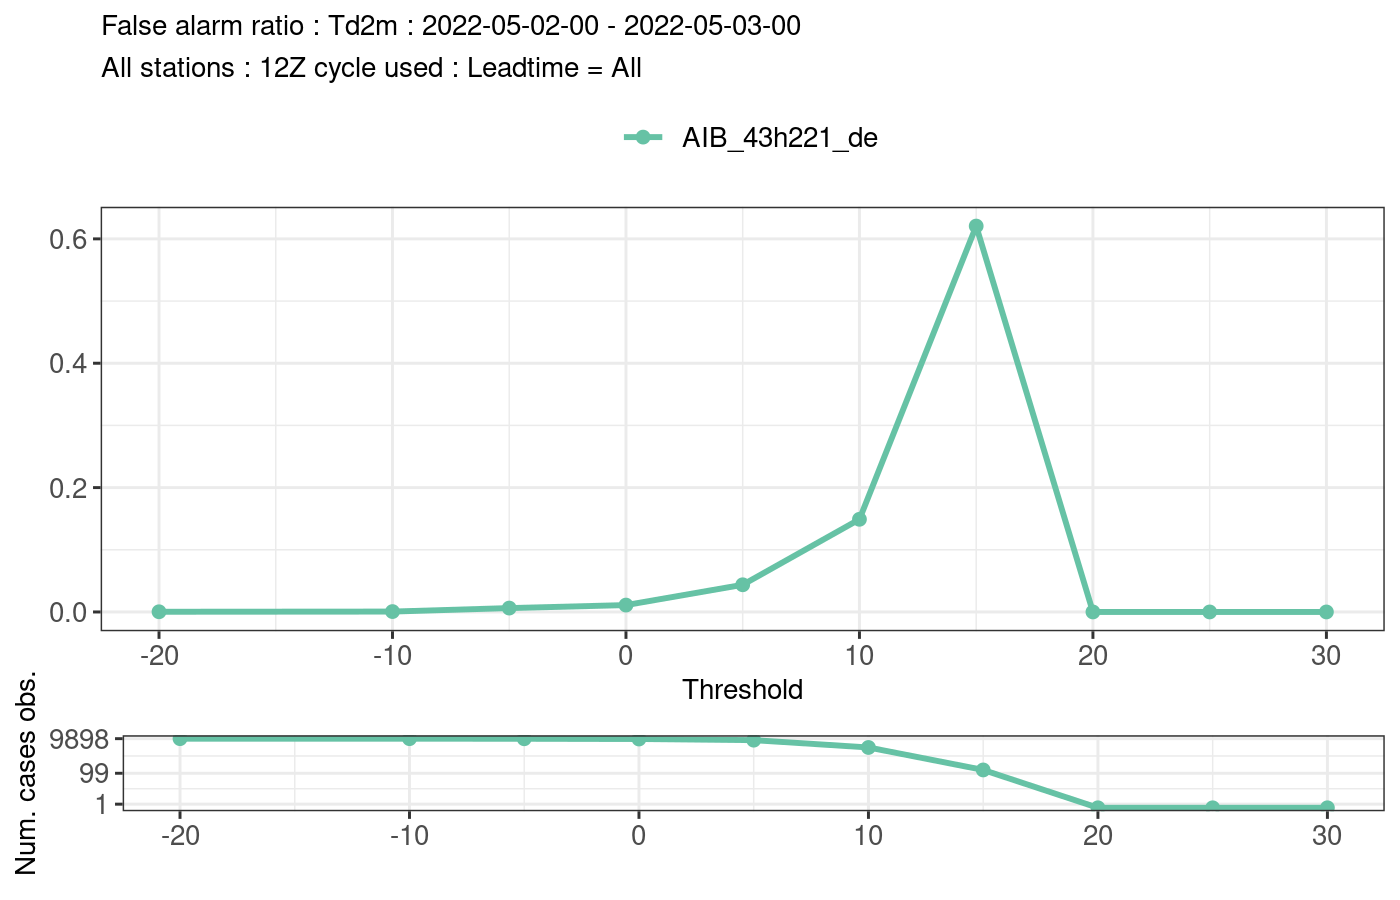 False alarm ratio : Td2m : 2022-05-02-00 - 2022-05-03-00
All stations : 12Z cycle used : Leadtime = All
AIB_43h221_de
0.6
0.4
0.2
0.0
-20 -10 0 10 20 30
Threshold
Num. cases obs.
9898
99
1
-20 -10 0 10 20 30